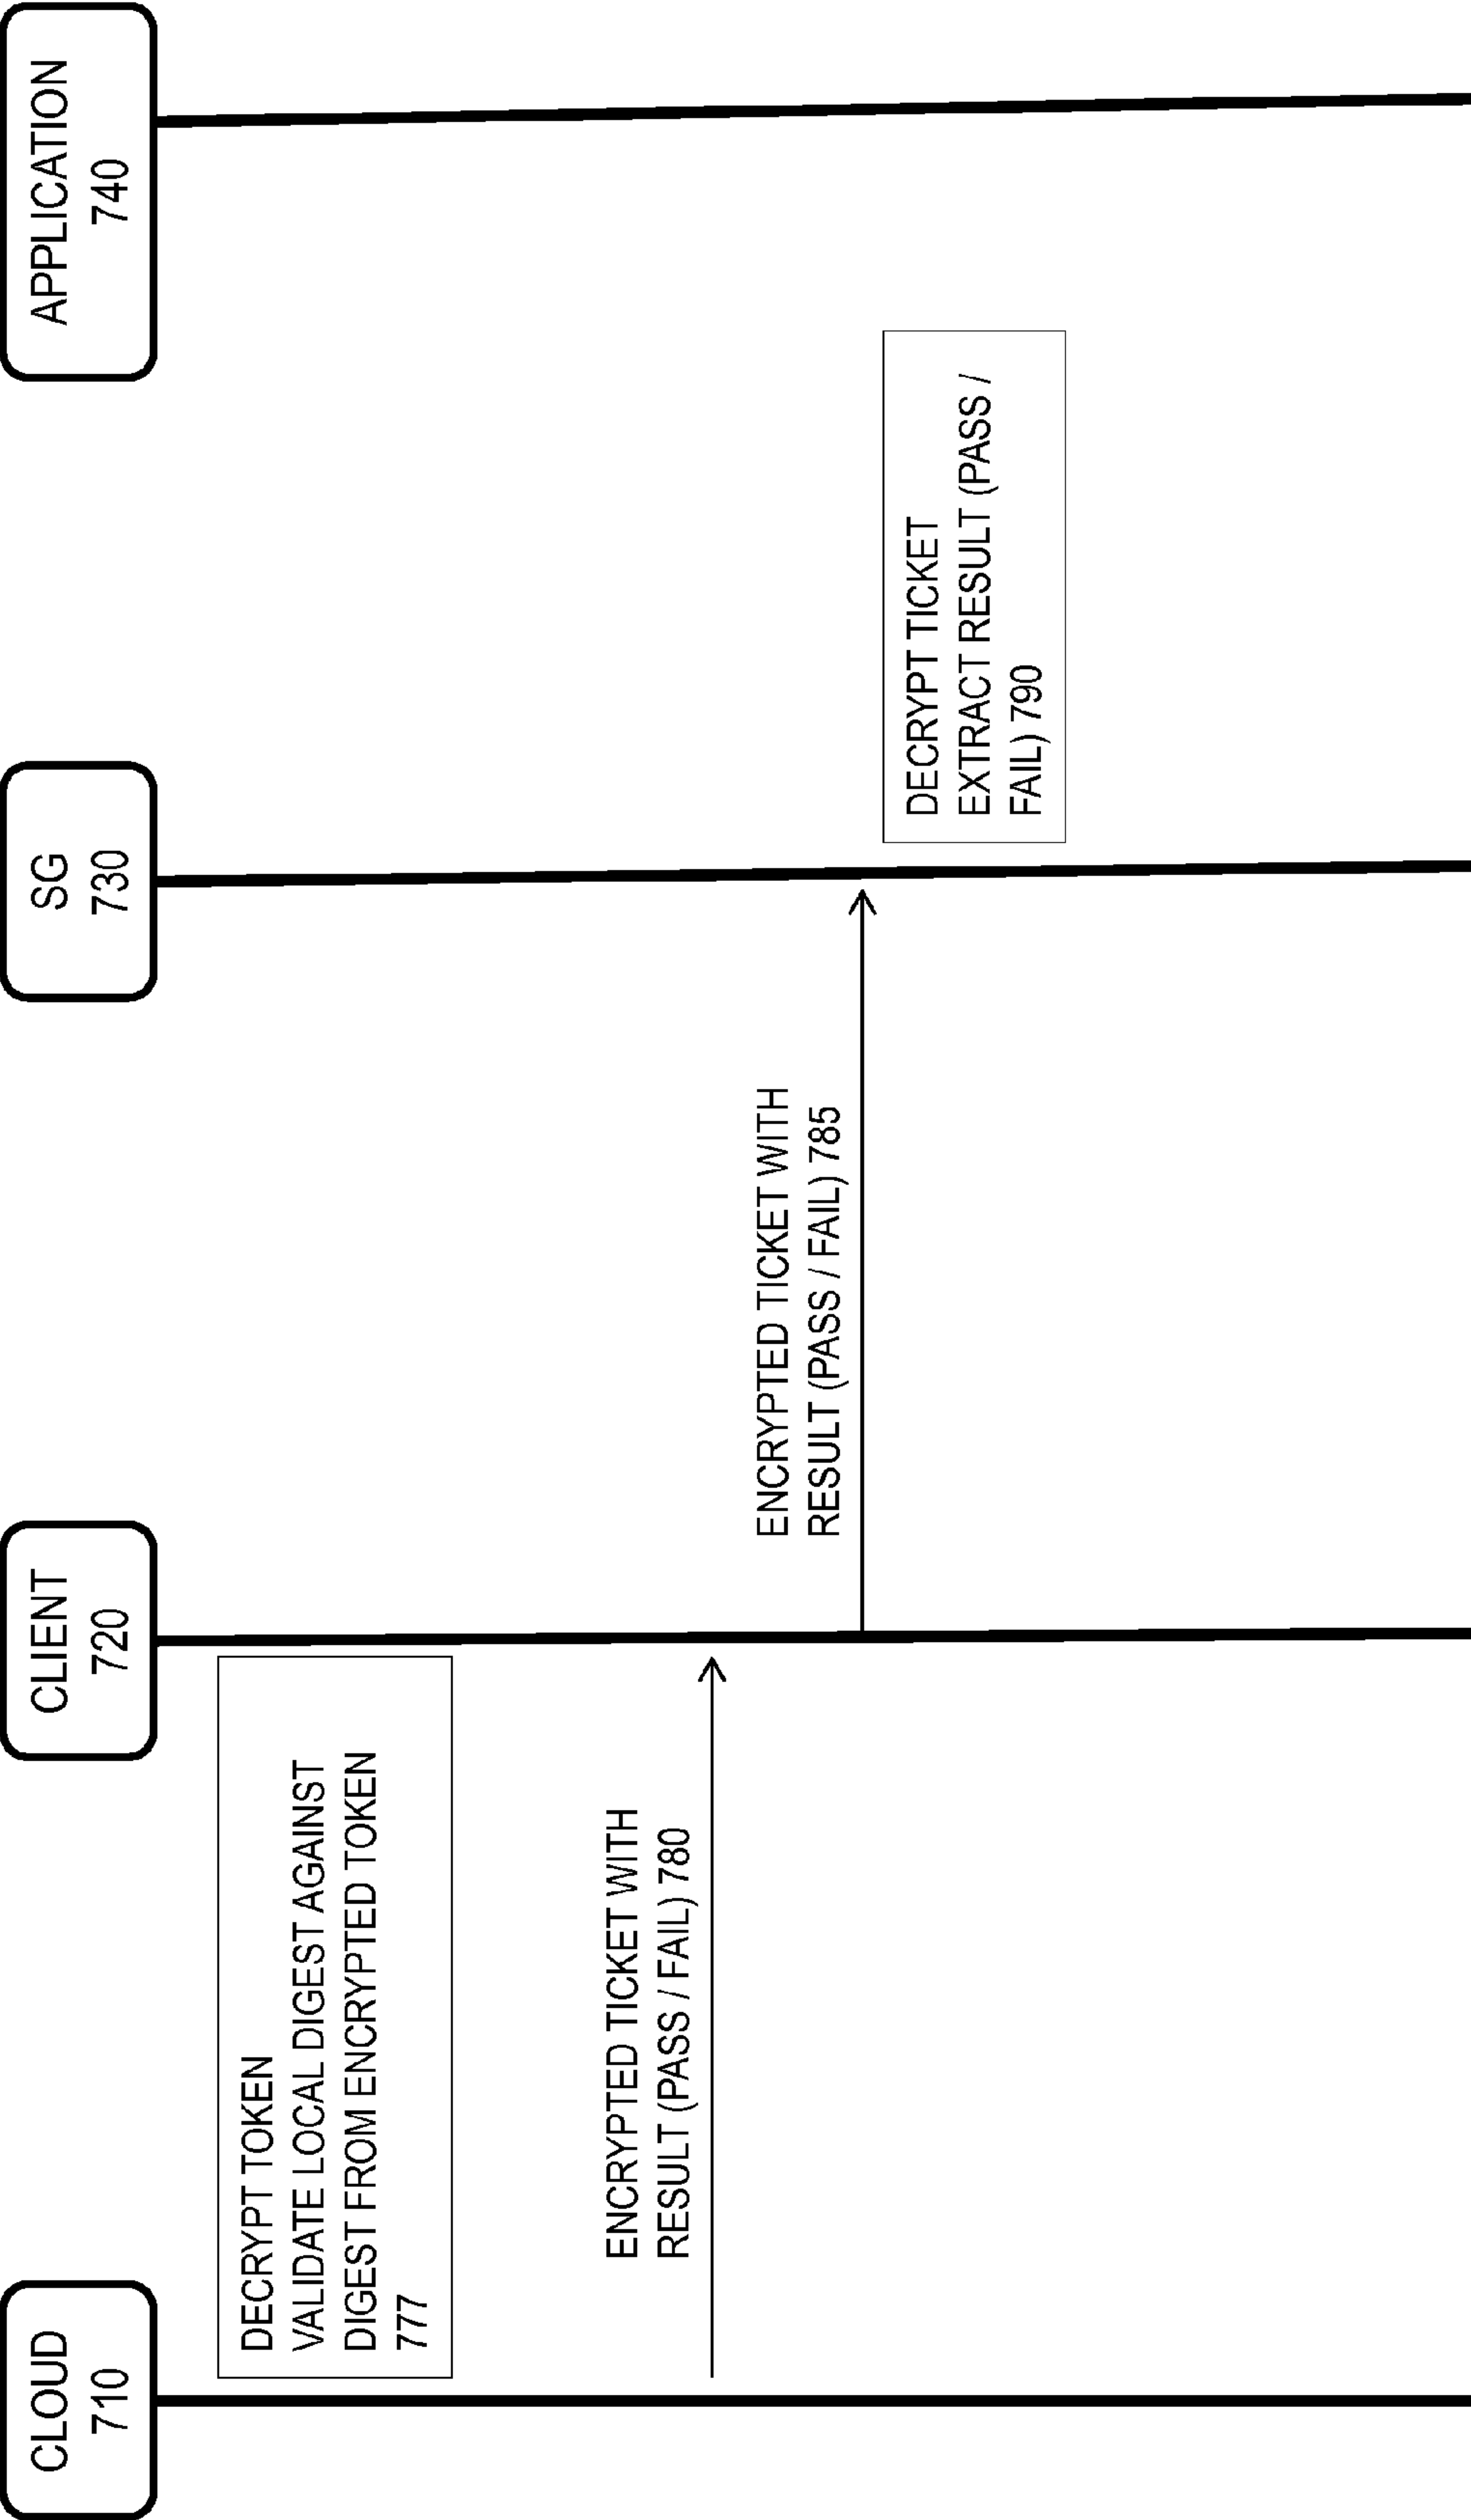 CLOUD
710
CLIENT
720
SG
730
APPLICATION
740
DECRYPT TOKEN
VALIDATE LOCAL DIGEST AGAINST
DIGEST FROM ENCRYPTED TOKEN
777
ENCRYPTED TICKET WITH
RESULT (PASS / FAIL) 780
ENCRYPTED TICKET WITH
RESULT (PASS / FAIL) 785
DECRYPT TICKET
EXTRACT RESULT (PASS /
FAIL) 790